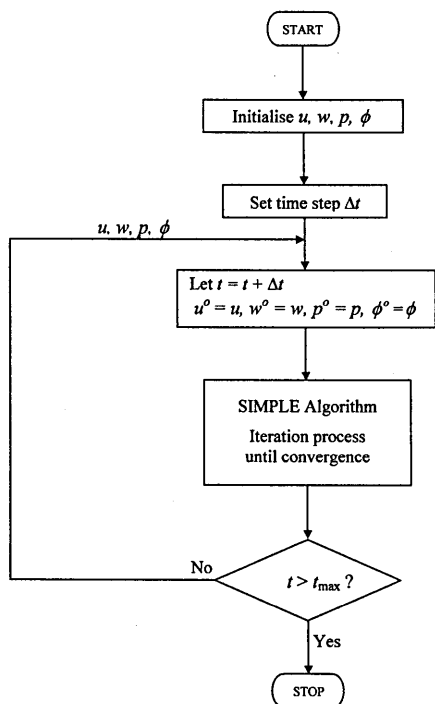 START
Initialise u, w, p, ϕ
Set time step Δt
u, w, p, ϕ
Let t = t + Δt
u° = u, w° = w, p° = p, ϕ° = ϕ
SIMPLE Algorithm
Iteration process
until convergence
No
t > tmax ?
Yes
STOP